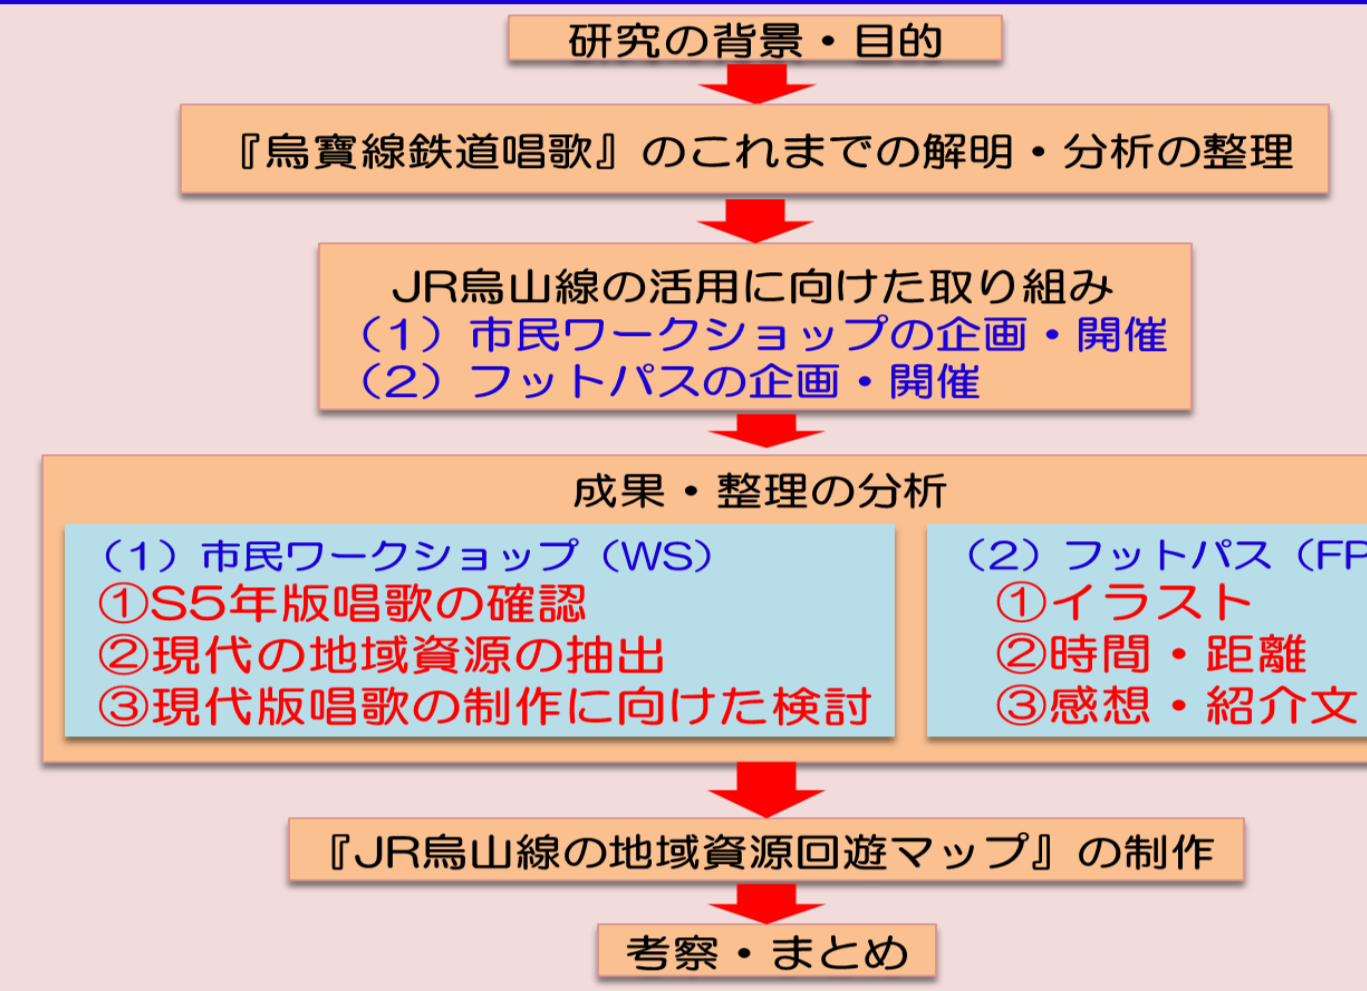 研究の背景・目的
『烏寶線鉄道唱歌』のこれまでの解明・分析の整理
JR烏山線の活用に向けた取り組み
（1）市民ワークショップの企画・開催
（2）フットパスの企画・開催
成果・整理の分析
（1）市民ワークショップ（WS）
①S5年版唱歌の確認
②現代の地域資源の抽出
③現代版唱歌の制作に向けた検討
（2）フットパス（FP
①イラスト
②時間・距離
③感想・紹介文
『JR烏山線の地域資源回遊マップ』の制作
考察・まとめ